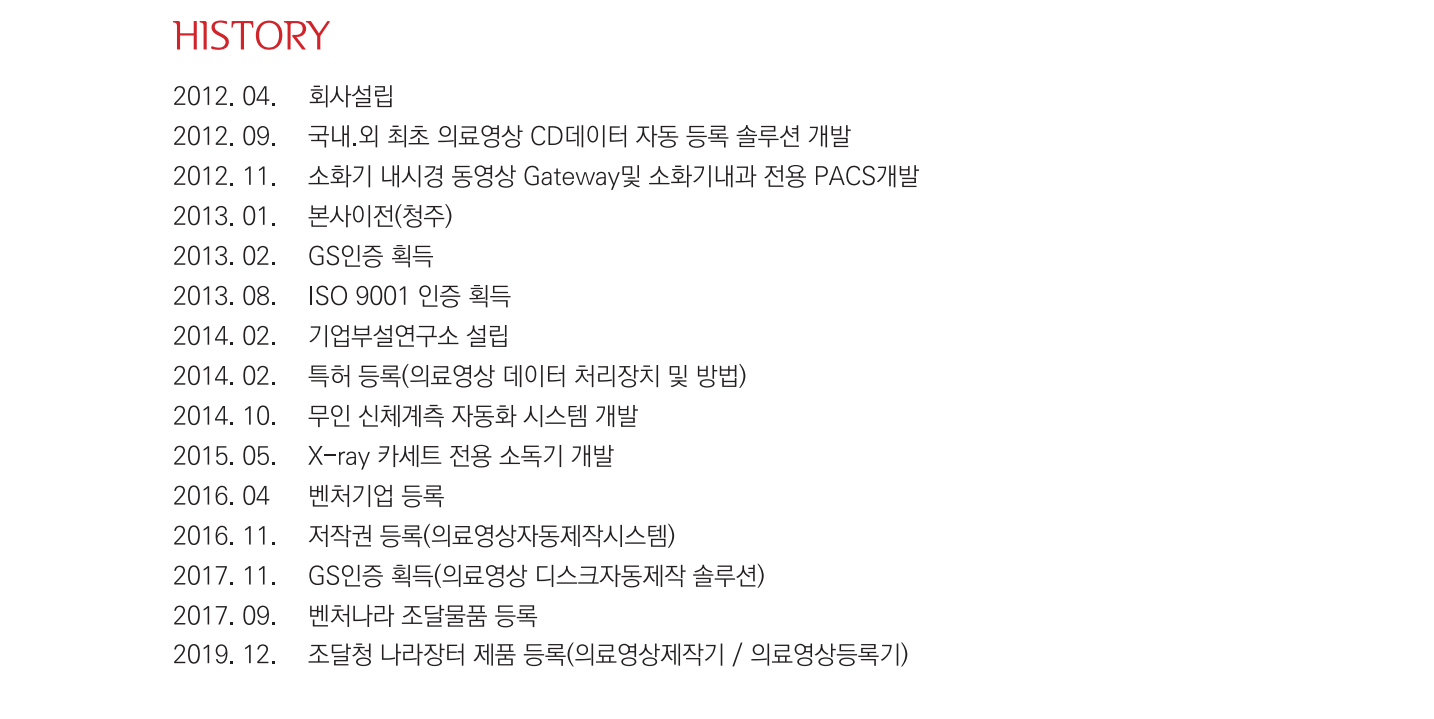 HISTORY
2012. 04. 회사설립
2012. 09. 국내.외 최초 의료영상 CD데이터 자동 등록 솔루션 개발
2012. 11. 소화기 내시경 동영상 Gateway및 소화기내과 전용 PACS개발
2013. 01. 본사이전(청주)
2013. 02. GS인증 획득
2013. 08. ISO 9001 인증 획득
2014. 02. 기업부설연구소 설립
2014. 02. 특허 등록(의료영상 데이터 처리장치 및 방법)
2014. 10. 무인 신체계측 자동화 시스템 개발
2015. 05. X-ray 카세트 전용 소독기 개발
2016. 04 벤처기업 등록
2016. 11. 저작권 등록(의료영상자동제작시스템)
2017. 11. GS인증 획득(의료영상 디스크자동제작 솔루션)
2017. 09. 벤처나라 조달물품 등록
2019. 12. 조달청 나라장터 제품 등록(의료영상제작기 / 의료영상등록기)